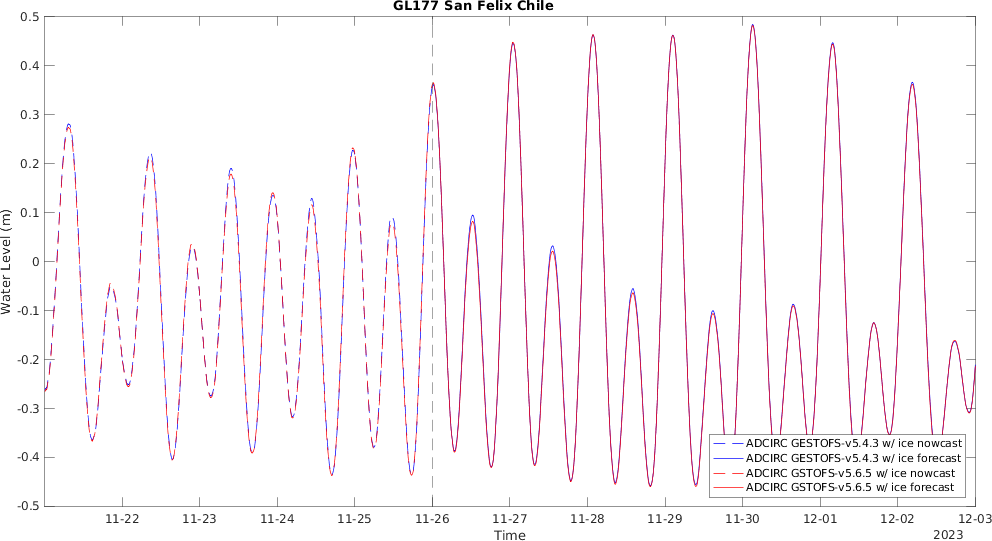 GL177 San Felix Chile
0.5
0.4
0.3
0.2
0.1
0
-0.1
-0.2
-0.3
-0.4
-0.5
Water Level (m)
ADCIRC GESTOFS-v5.4.3 w/ ice nowcast
ADCIRC GESTOFS-v5.4.3 w/ ice forecast
ADCIRC GSTOFS-v5.6.5 w/ ice nowcast
ADCIRC GSTOFS-v5.6.5 w/ ice forecast
11-22 11-23 11-24 11-25 11-26 11-27 11-28 11-29 11-30 12-01 12-02 12-03
Time
2023